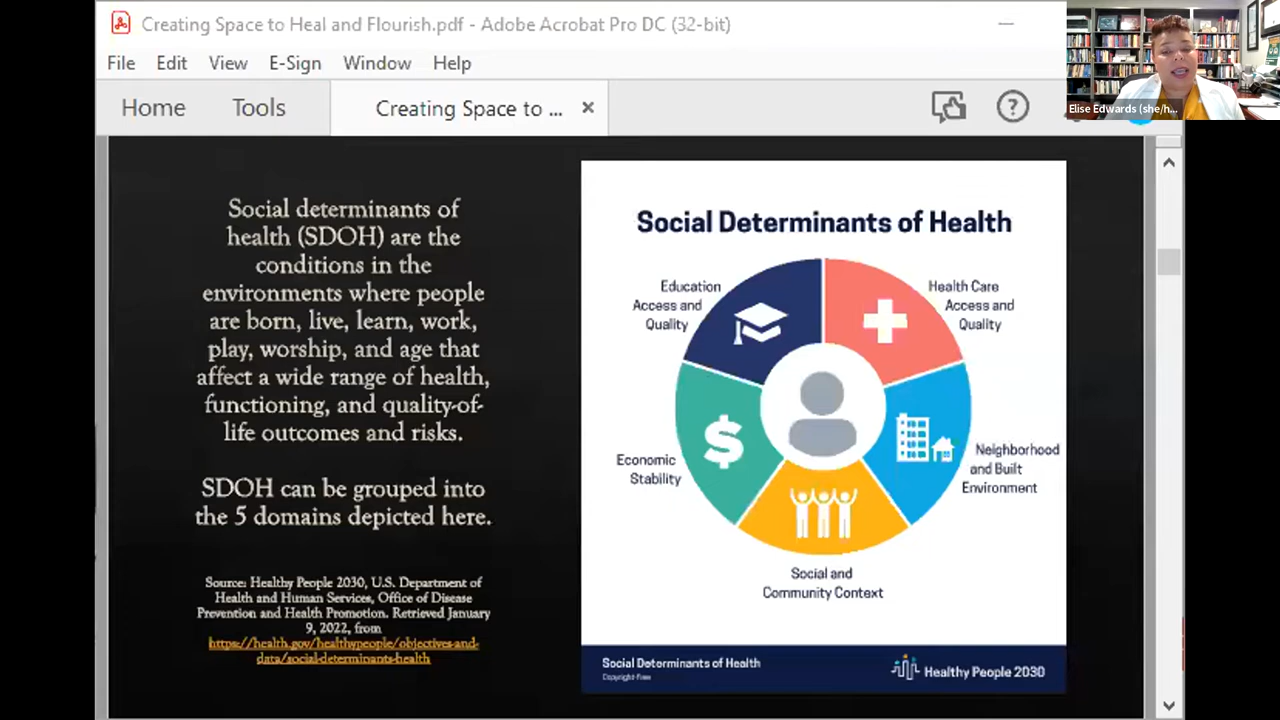 Creating Space to Heal and Flourish.pdf - Adobe Acrobat Pro DC (32-bit)
File Edit View E-Sign Window Help
Home Tools Creating Space to ... ×
Elise Edwards (she/h...
Social determinants of
health (SDOH) are the
conditions in the
environments where people
are born, live, learn, work,
play, worship, and age that
affect a wide range of health,
functioning, and quality-of-
life outcomes and risks.
SDOH can be grouped into
the 5 domains depicted here.
Source: Healthy People 2030, U.S. Department of
Health and Human Services, Office of Disease
Prevention and Health Promotion. Retrieved January
9, 2022, from
https://health.gov/healthypeople/objectives-and-
data/social-determinants-health
Social Determinants of Health
Education
Access and
Quality
Health Care
Access and
Quality
Economic
Stability
Neighborhood
and Built
Environment
Social and
Community Context
Social Determinants of Health
Copyright-free
Healthy People 2030